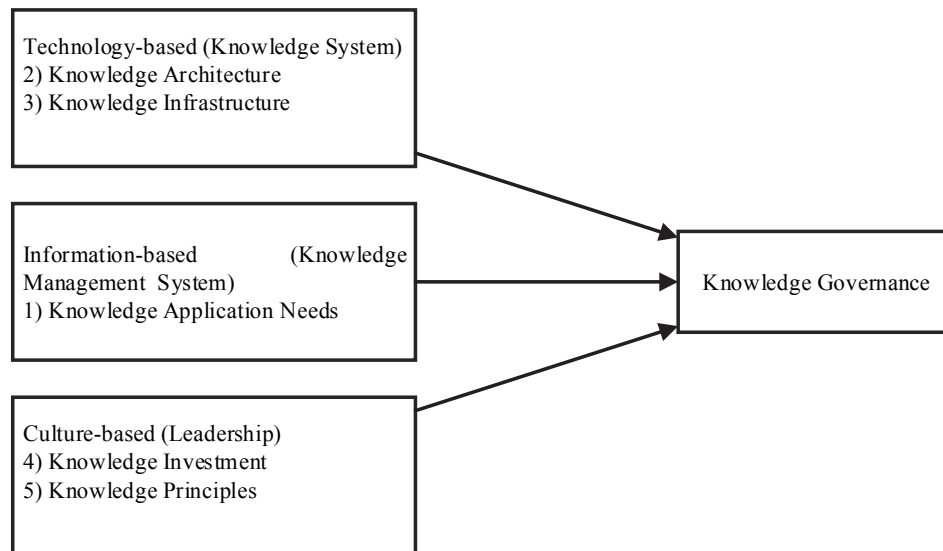 Technology-based (Knowledge System)
2) Knowledge Architecture
3) Knowledge Infrastructure
Information-based (Knowledge
Management System)
1) Knowledge Application Needs
Knowledge Governance
Culture-based (Leadership)
4) Knowledge Investment
5) Knowledge Principles